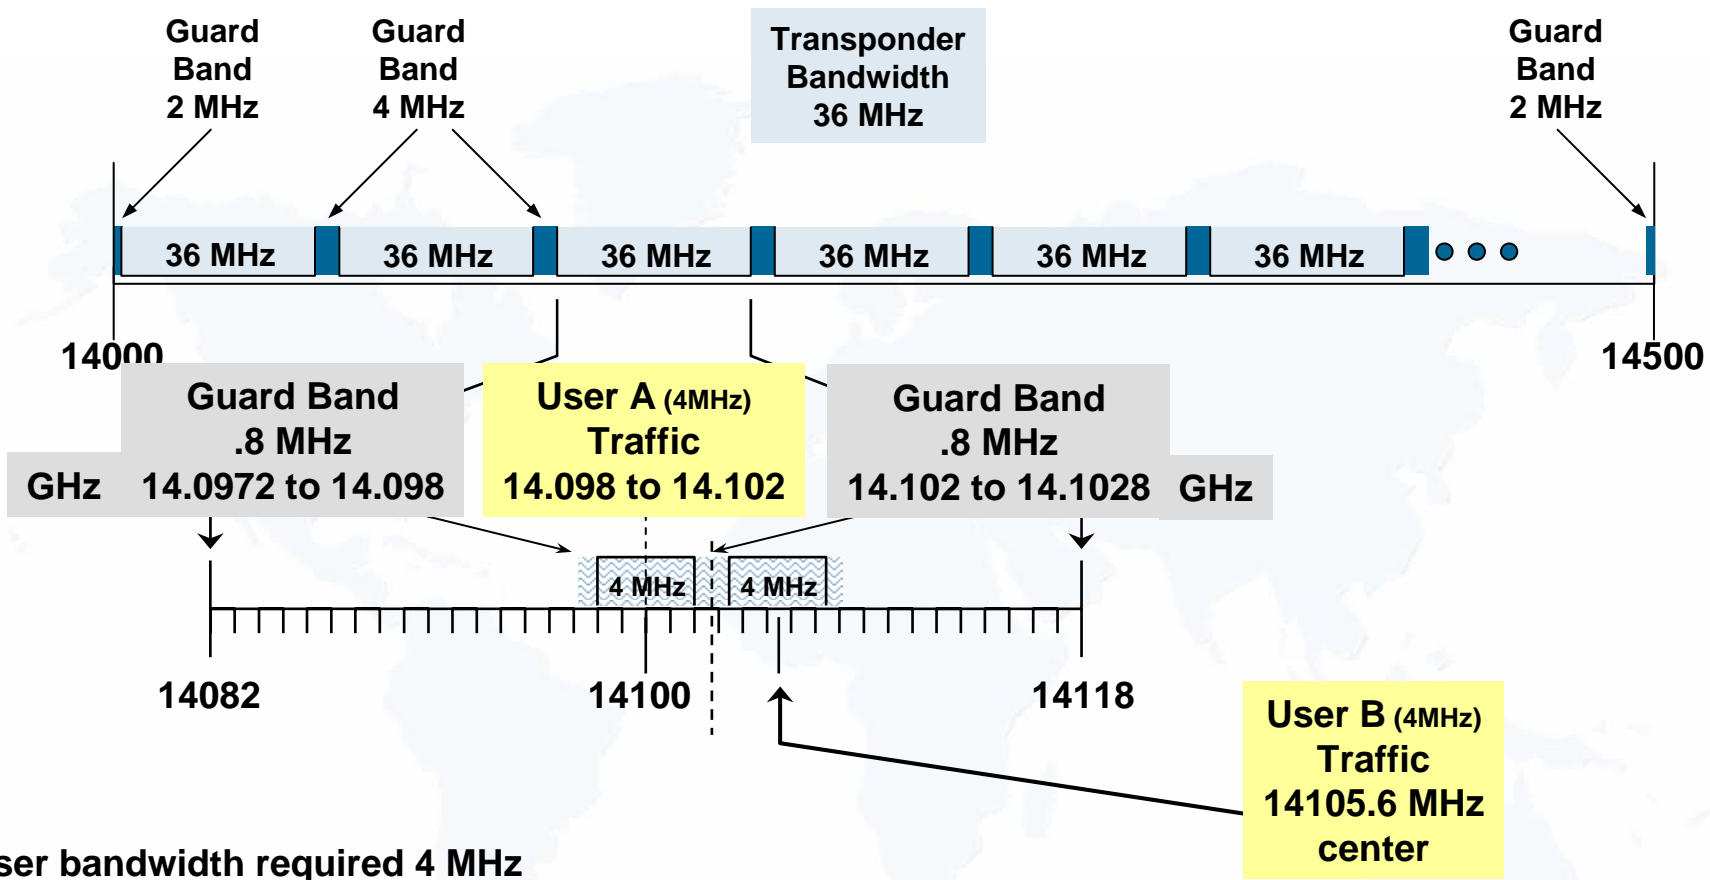 Guard
Band
2 MHz
Guard
Band
4 MHz
Transponder
Bandwidth
36 MHz
Guard
Band
2 MHz
36 MHz
36 MHz
36 MHz
36 MHz
36 MHz
36 MHz
14000
14500
Guard Band
.8 MHz
GHz 14.0972 to 14.098
User A (4MHz)
Traffic
14.098 to 14.102
Guard Band
.8 MHz
14.102 to 14.1028 GHz
4 MHz
4 MHz
14082
14100
14118
User B (4MHz)
Traffic
14105.6 MHz
center
ser bandwidth required 4 MHz